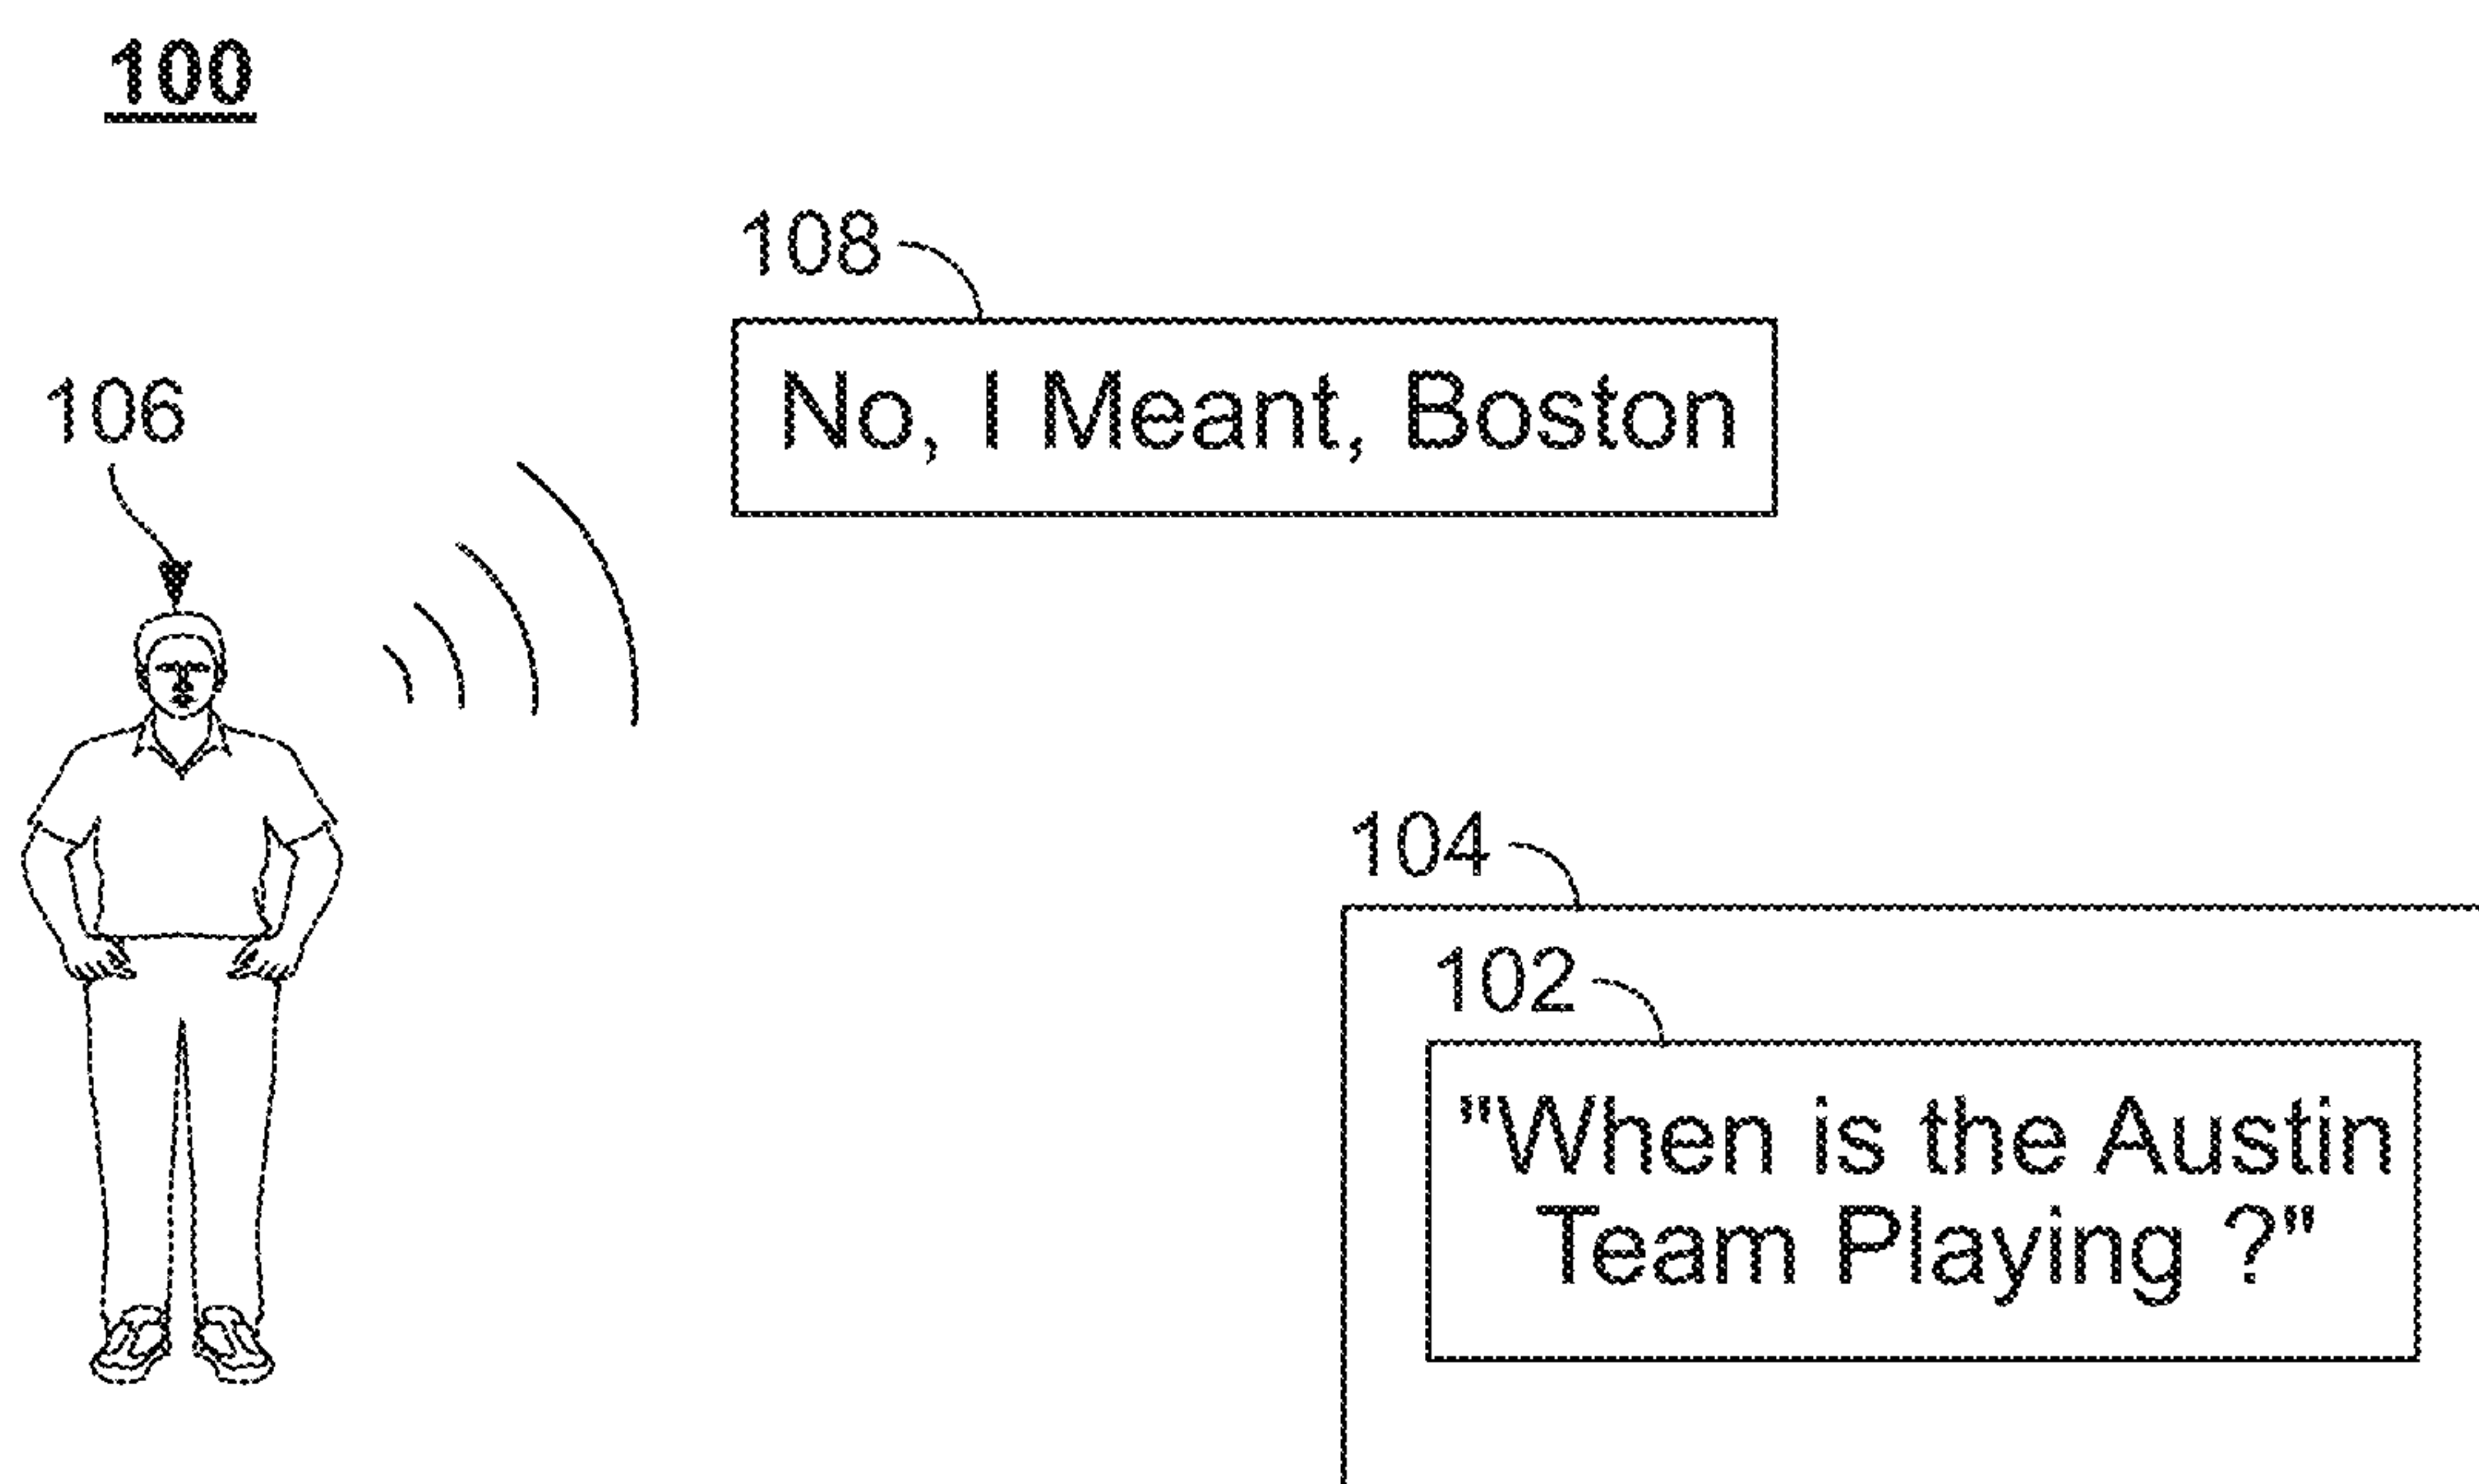 100
108
No, I Meant, Boston
106
104
102
"When is the Austin
Team Playing ?"